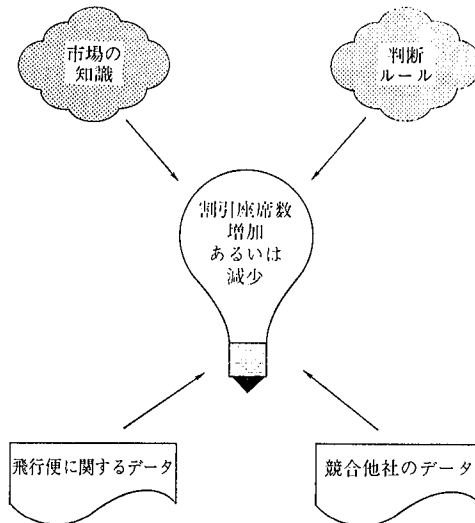 市場の
知識
判断
ルール
割引座席数
増加
あるいは
減少
飛行便に関するデータ
競合他社のデータ